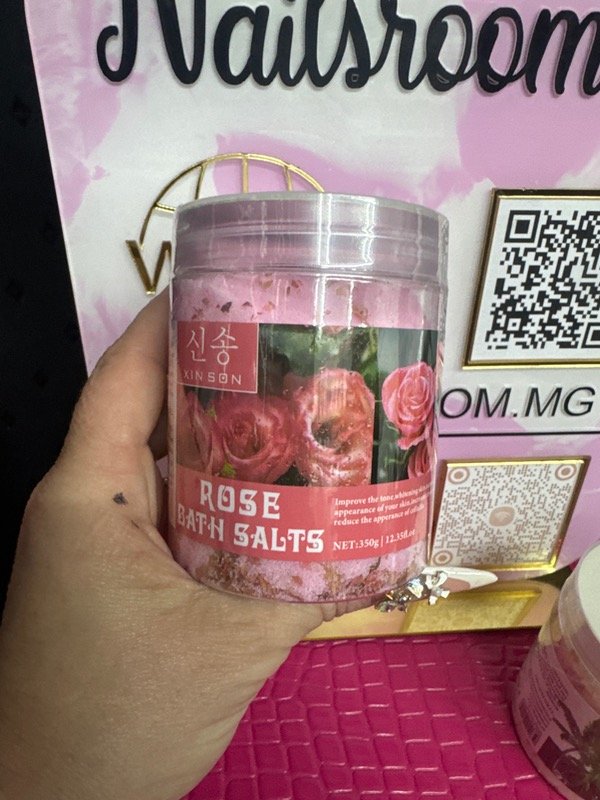 Nailsroom
W
OM.MG
신송
XIN SON
ROSE
BATH SALTS
Improve the tone,whitening
appearance of your skin,
reduce the apperance of
NET:350g | 12.35fl.oz